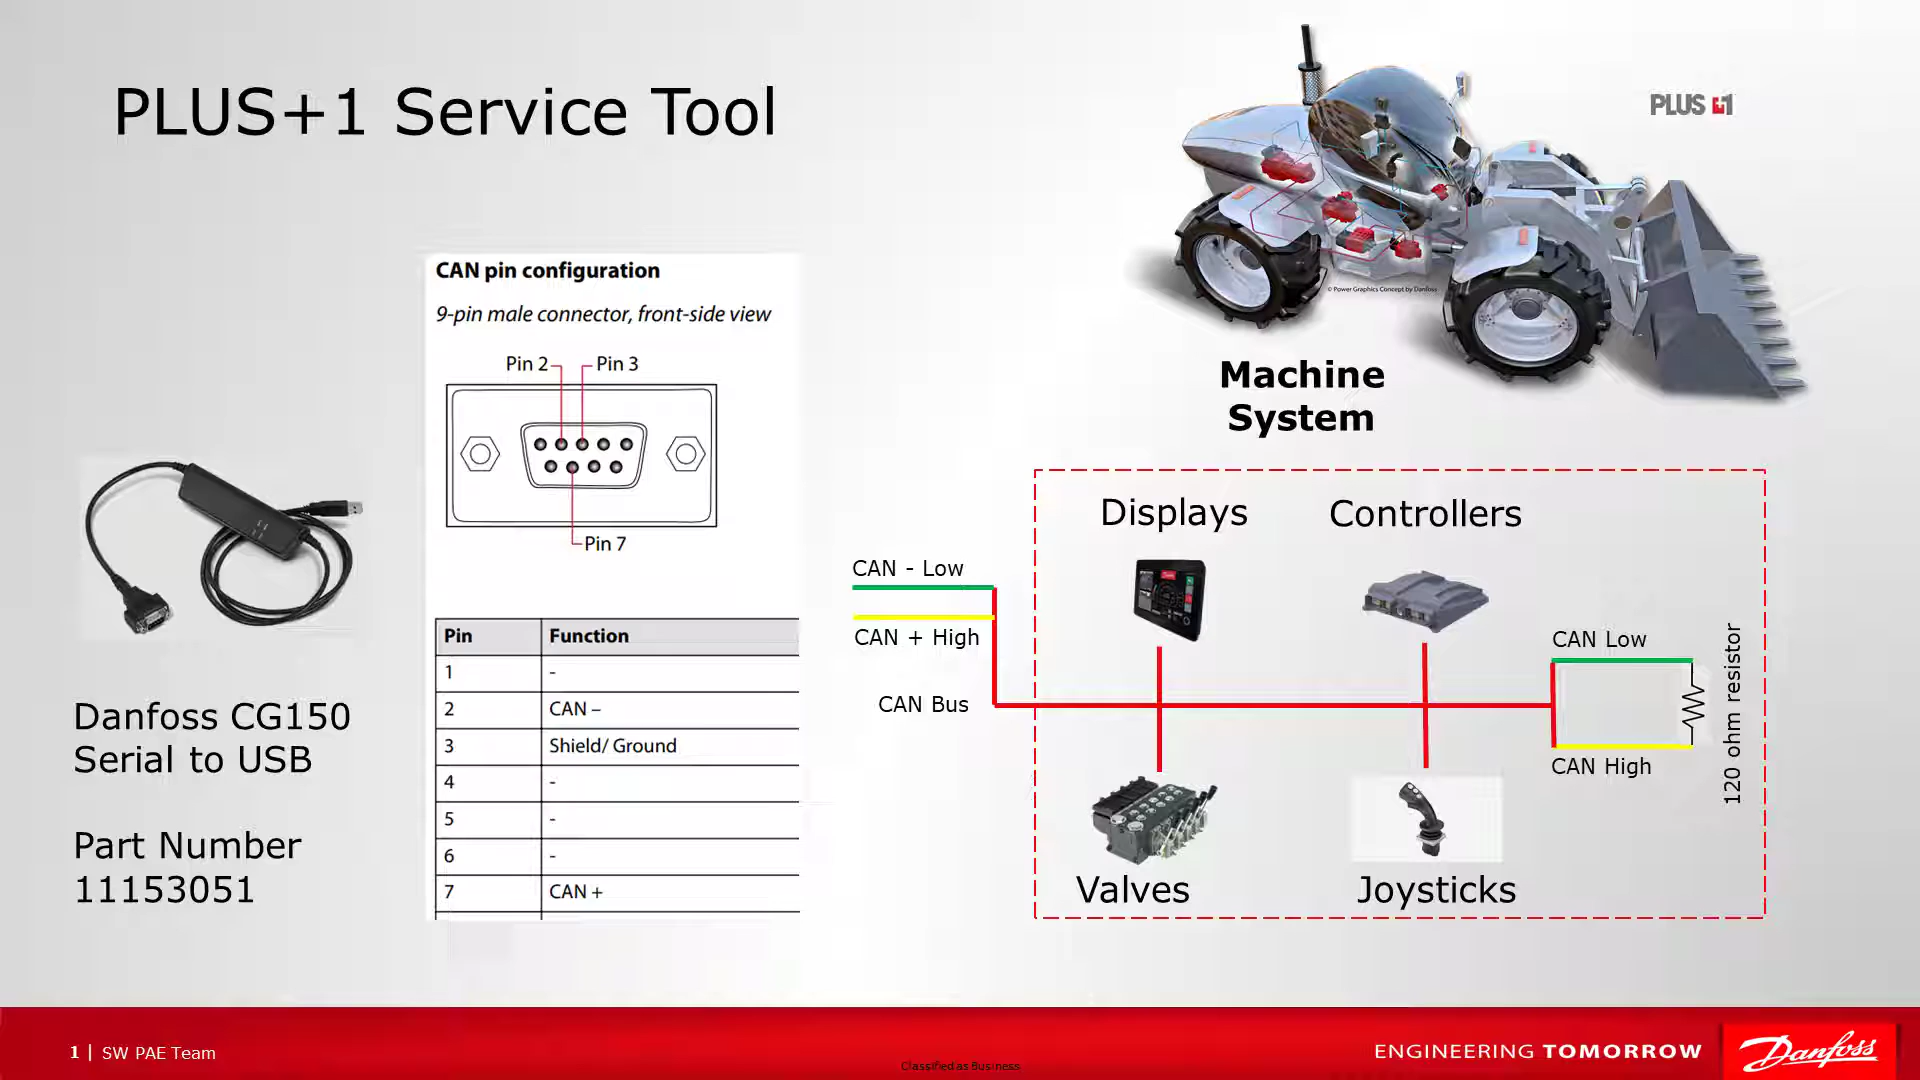 PLUS+1 Service Tool
PLUS+1
© Power Graphics Concept by Danfoss
CAN pin configuration
9-pin male connector, front-side view
Pin 2
Pin 3
Pin 7
Pin Function
1 -
2 CAN –
3 Shield/ Ground
4 -
5 -
6 -
7 CAN +
Danfoss CG150
Serial to USB
Part Number
11153051
Machine
System
Displays
Controllers
CAN - Low
CAN + High
CAN Bus
CAN Low
CAN High
120 ohm resistor
Valves
Joysticks
1 | SW PAE Team
Classified as Business
ENGINEERING TOMORROW
Danfoss